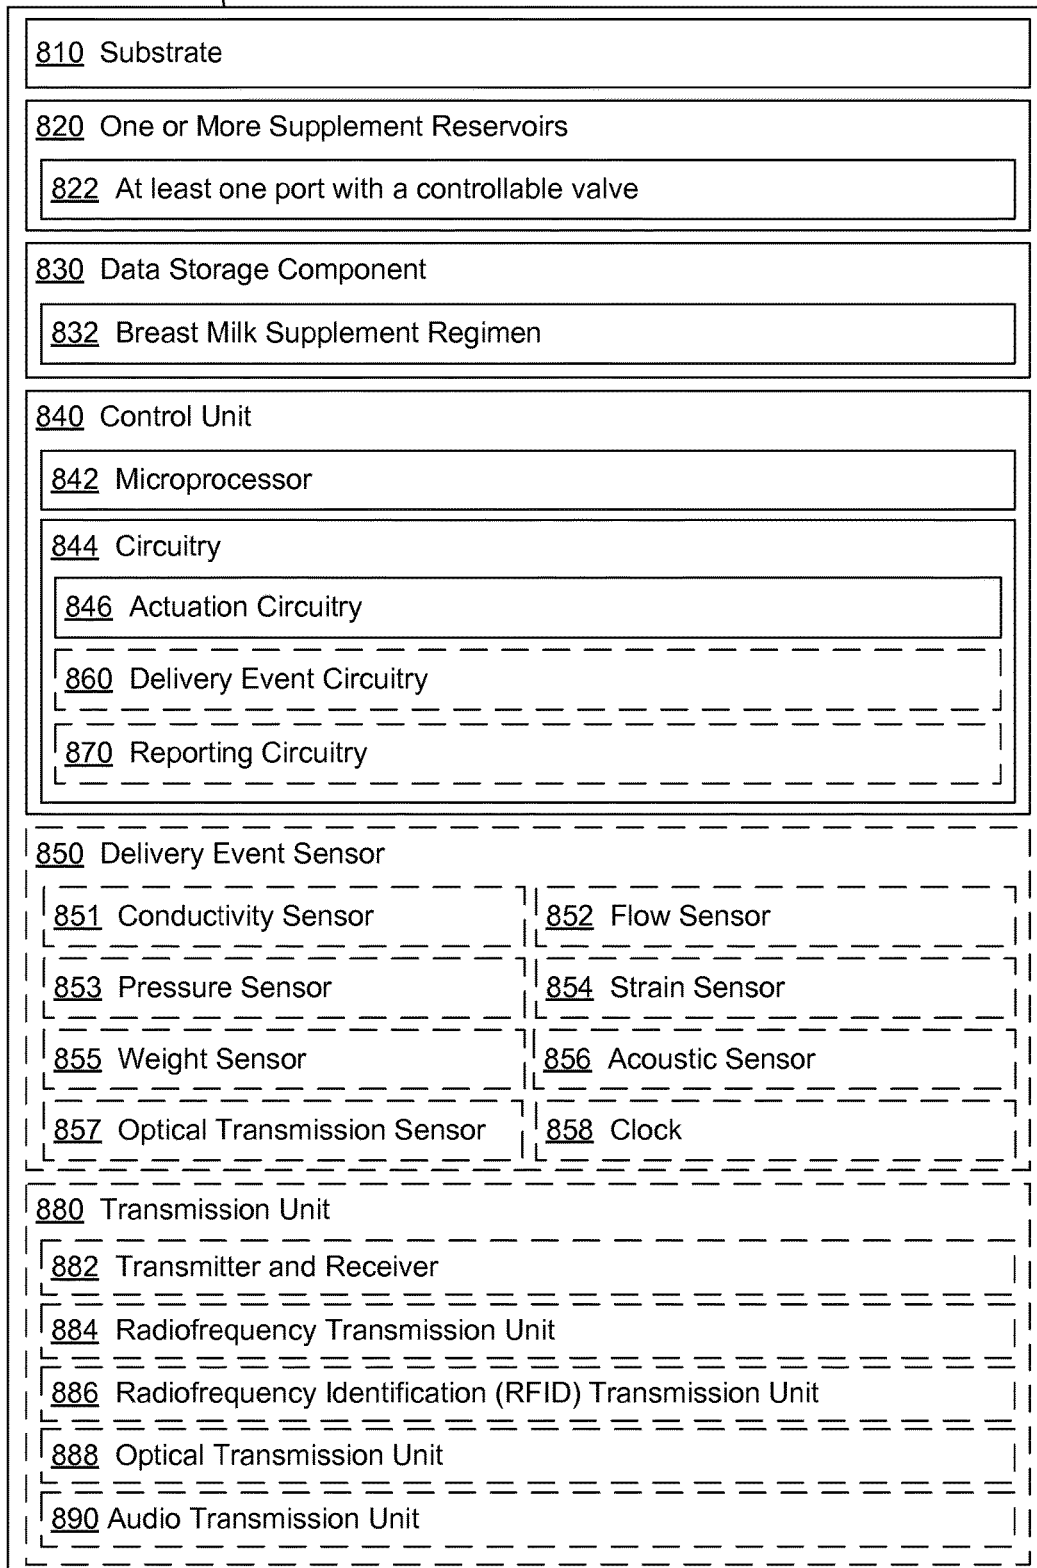 810 Substrate
820 One or More Supplement Reservoirs
822 At least one port with a controllable valve
830 Data Storage Component
832 Breast Milk Supplement Regimen
840 Control Unit
842 Microprocessor
844 Circuitry
846 Actuation Circuitry
860 Delivery Event Circuitry
870 Reporting Circuitry
850 Delivery Event Sensor
851 Conductivity Sensor
852 Flow Sensor
853 Pressure Sensor
854 Strain Sensor
855 Weight Sensor
856 Acoustic Sensor
857 Optical Transmission Sensor
858 Clock
880 Transmission Unit
882 Transmitter and Receiver
884 Radiofrequency Transmission Unit
886 Radiofrequency Identification (RFID) Transmission Unit
888 Optical Transmission Unit
890 Audio Transmission Unit